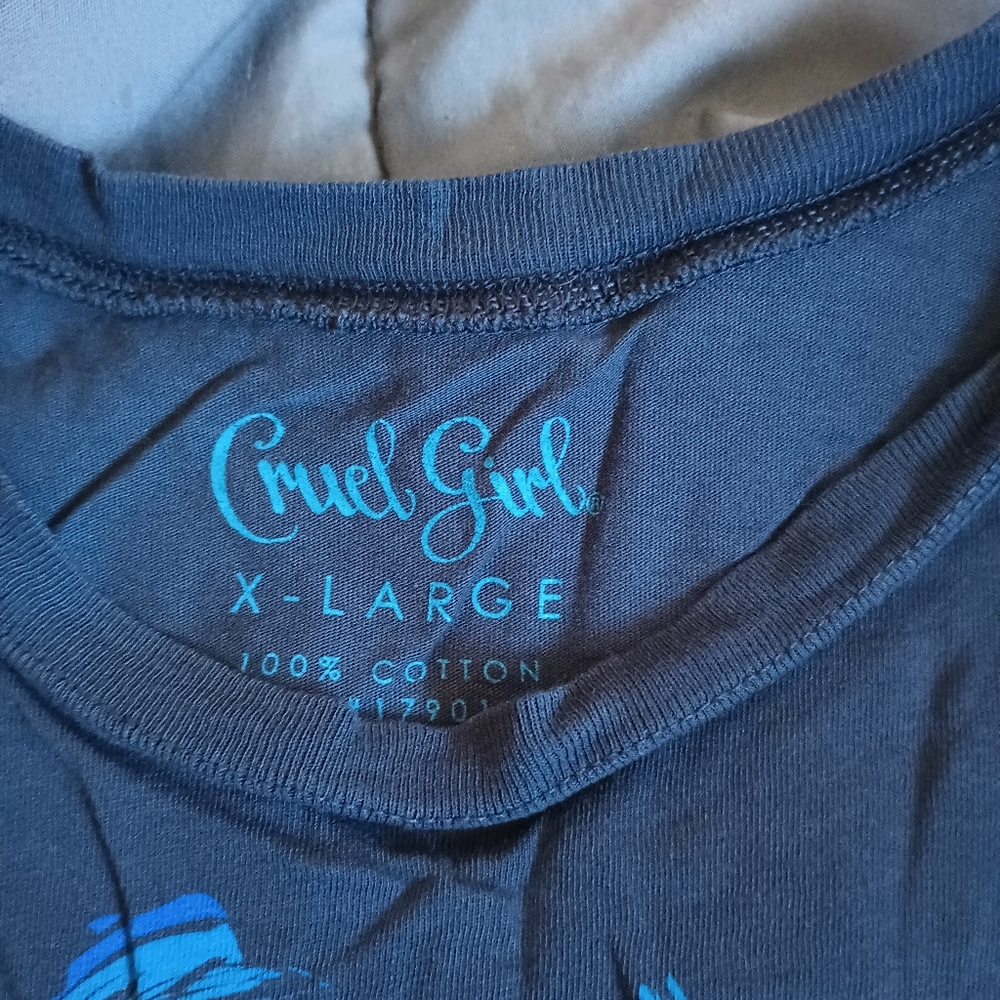 Cruel Girl®
X-LARGE
100% COTTON